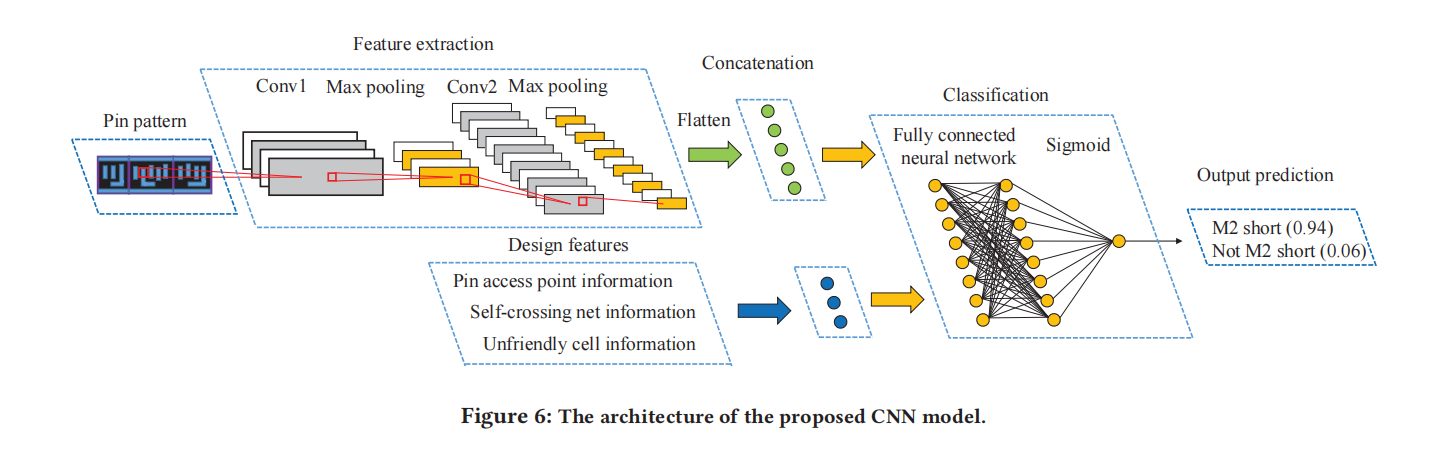 Feature extraction
Concatenation
Conv1 Max pooling Conv2 Max pooling
Classification
Pin pattern
Flatten
Fully connected
neural network
Sigmoid
Output prediction
M2 short (0.94)
Not M2 short (0.06)
Design features
Pin access point information
Self-crossing net information
Unfriendly cell information
Figure 6: The architecture of the proposed CNN model.